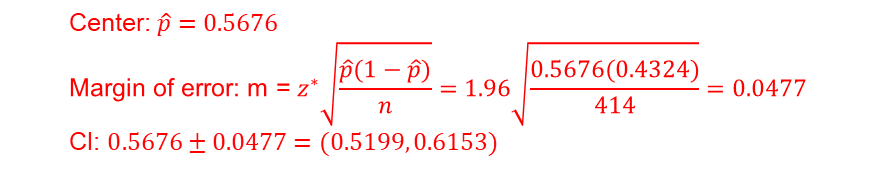 Center: p̂ = 0.5676
Margin of error: m = z* √(p̂(1 − p̂)/n) = 1.96 √(0.5676(0.4324)/414) = 0.0477
CI: 0.5676 ± 0.0477 = (0.5199, 0.6153)